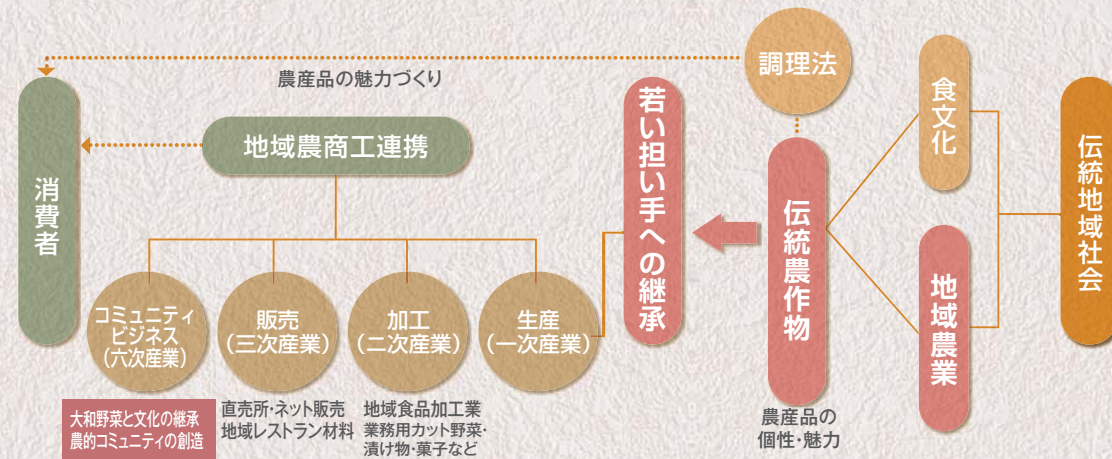 調理法
農産品の魅力づくり
消費者
地域農商工連携
若い担い手への継承
伝統農作物
食文化
地域農業
伝統地域社会
コミュニティ
ビジネス
(六次産業)
販売
(三次産業)
加工
(二次産業)
生産
(一次産業)
大和野菜と文化の継承
農的コミュニティの創造
直売所・ネット販売
地域レストラン材料
地域食品加工業
業務用カット野菜・
漬け物・菓子など
農産品の
個性・魅力